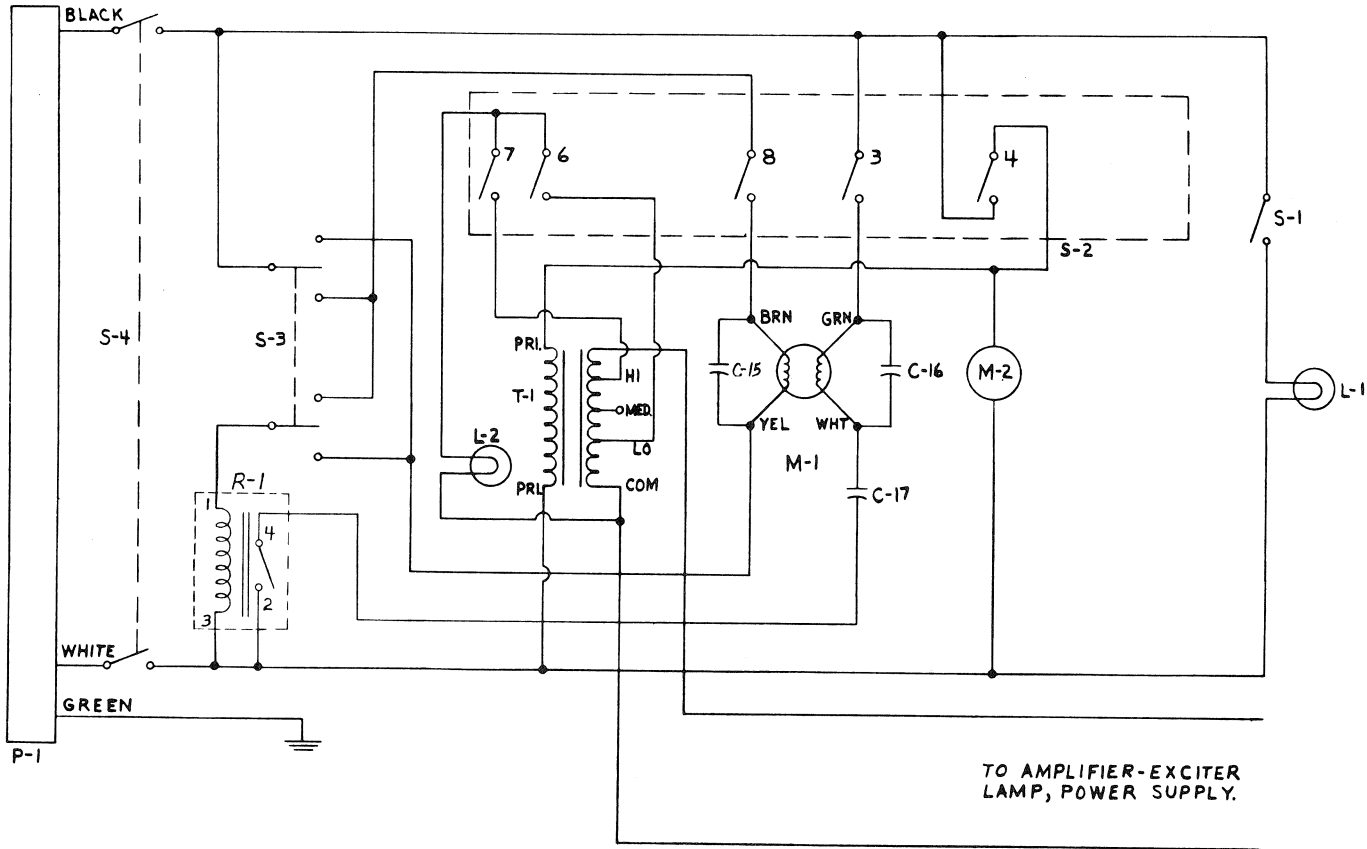 BLACK
7
6
8
3
4
S-1
S-2
S-4
S-3
BRN
GRN
PRI.
HI
C-15
C-16
M-2
T-1
MED.
L-1
L-2
YEL
WHT
LO
M-1
PRI.
COM
C-17
R-1
1
4
2
3
WHITE
GREEN
P-1
TO AMPLIFIER-EXCITER
LAMP, POWER SUPPLY.